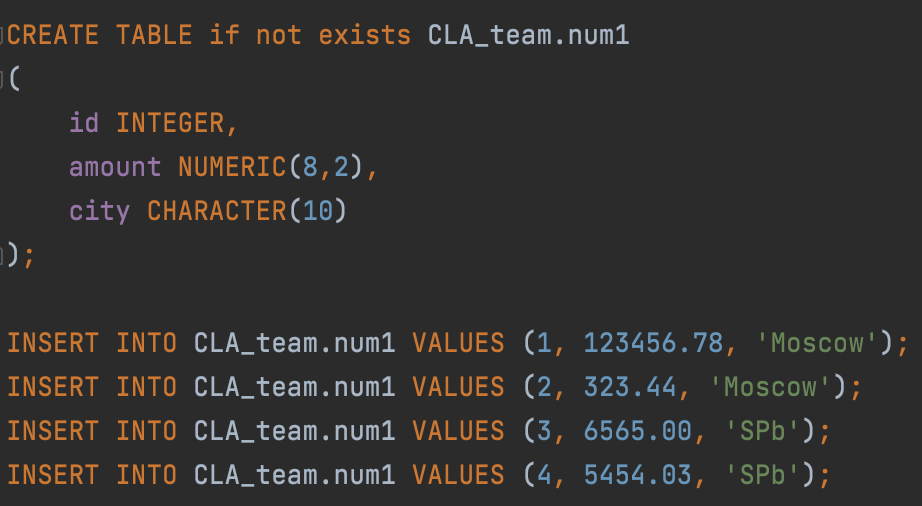 CREATE TABLE if not exists CLA_team.num1
(
    id INTEGER,
    amount NUMERIC(8,2),
    city CHARACTER(10)
);

INSERT INTO CLA_team.num1 VALUES (1, 123456.78, 'Moscow');
INSERT INTO CLA_team.num1 VALUES (2, 323.44, 'Moscow');
INSERT INTO CLA_team.num1 VALUES (3, 6565.00, 'SPb');
INSERT INTO CLA_team.num1 VALUES (4, 5454.03, 'SPb');